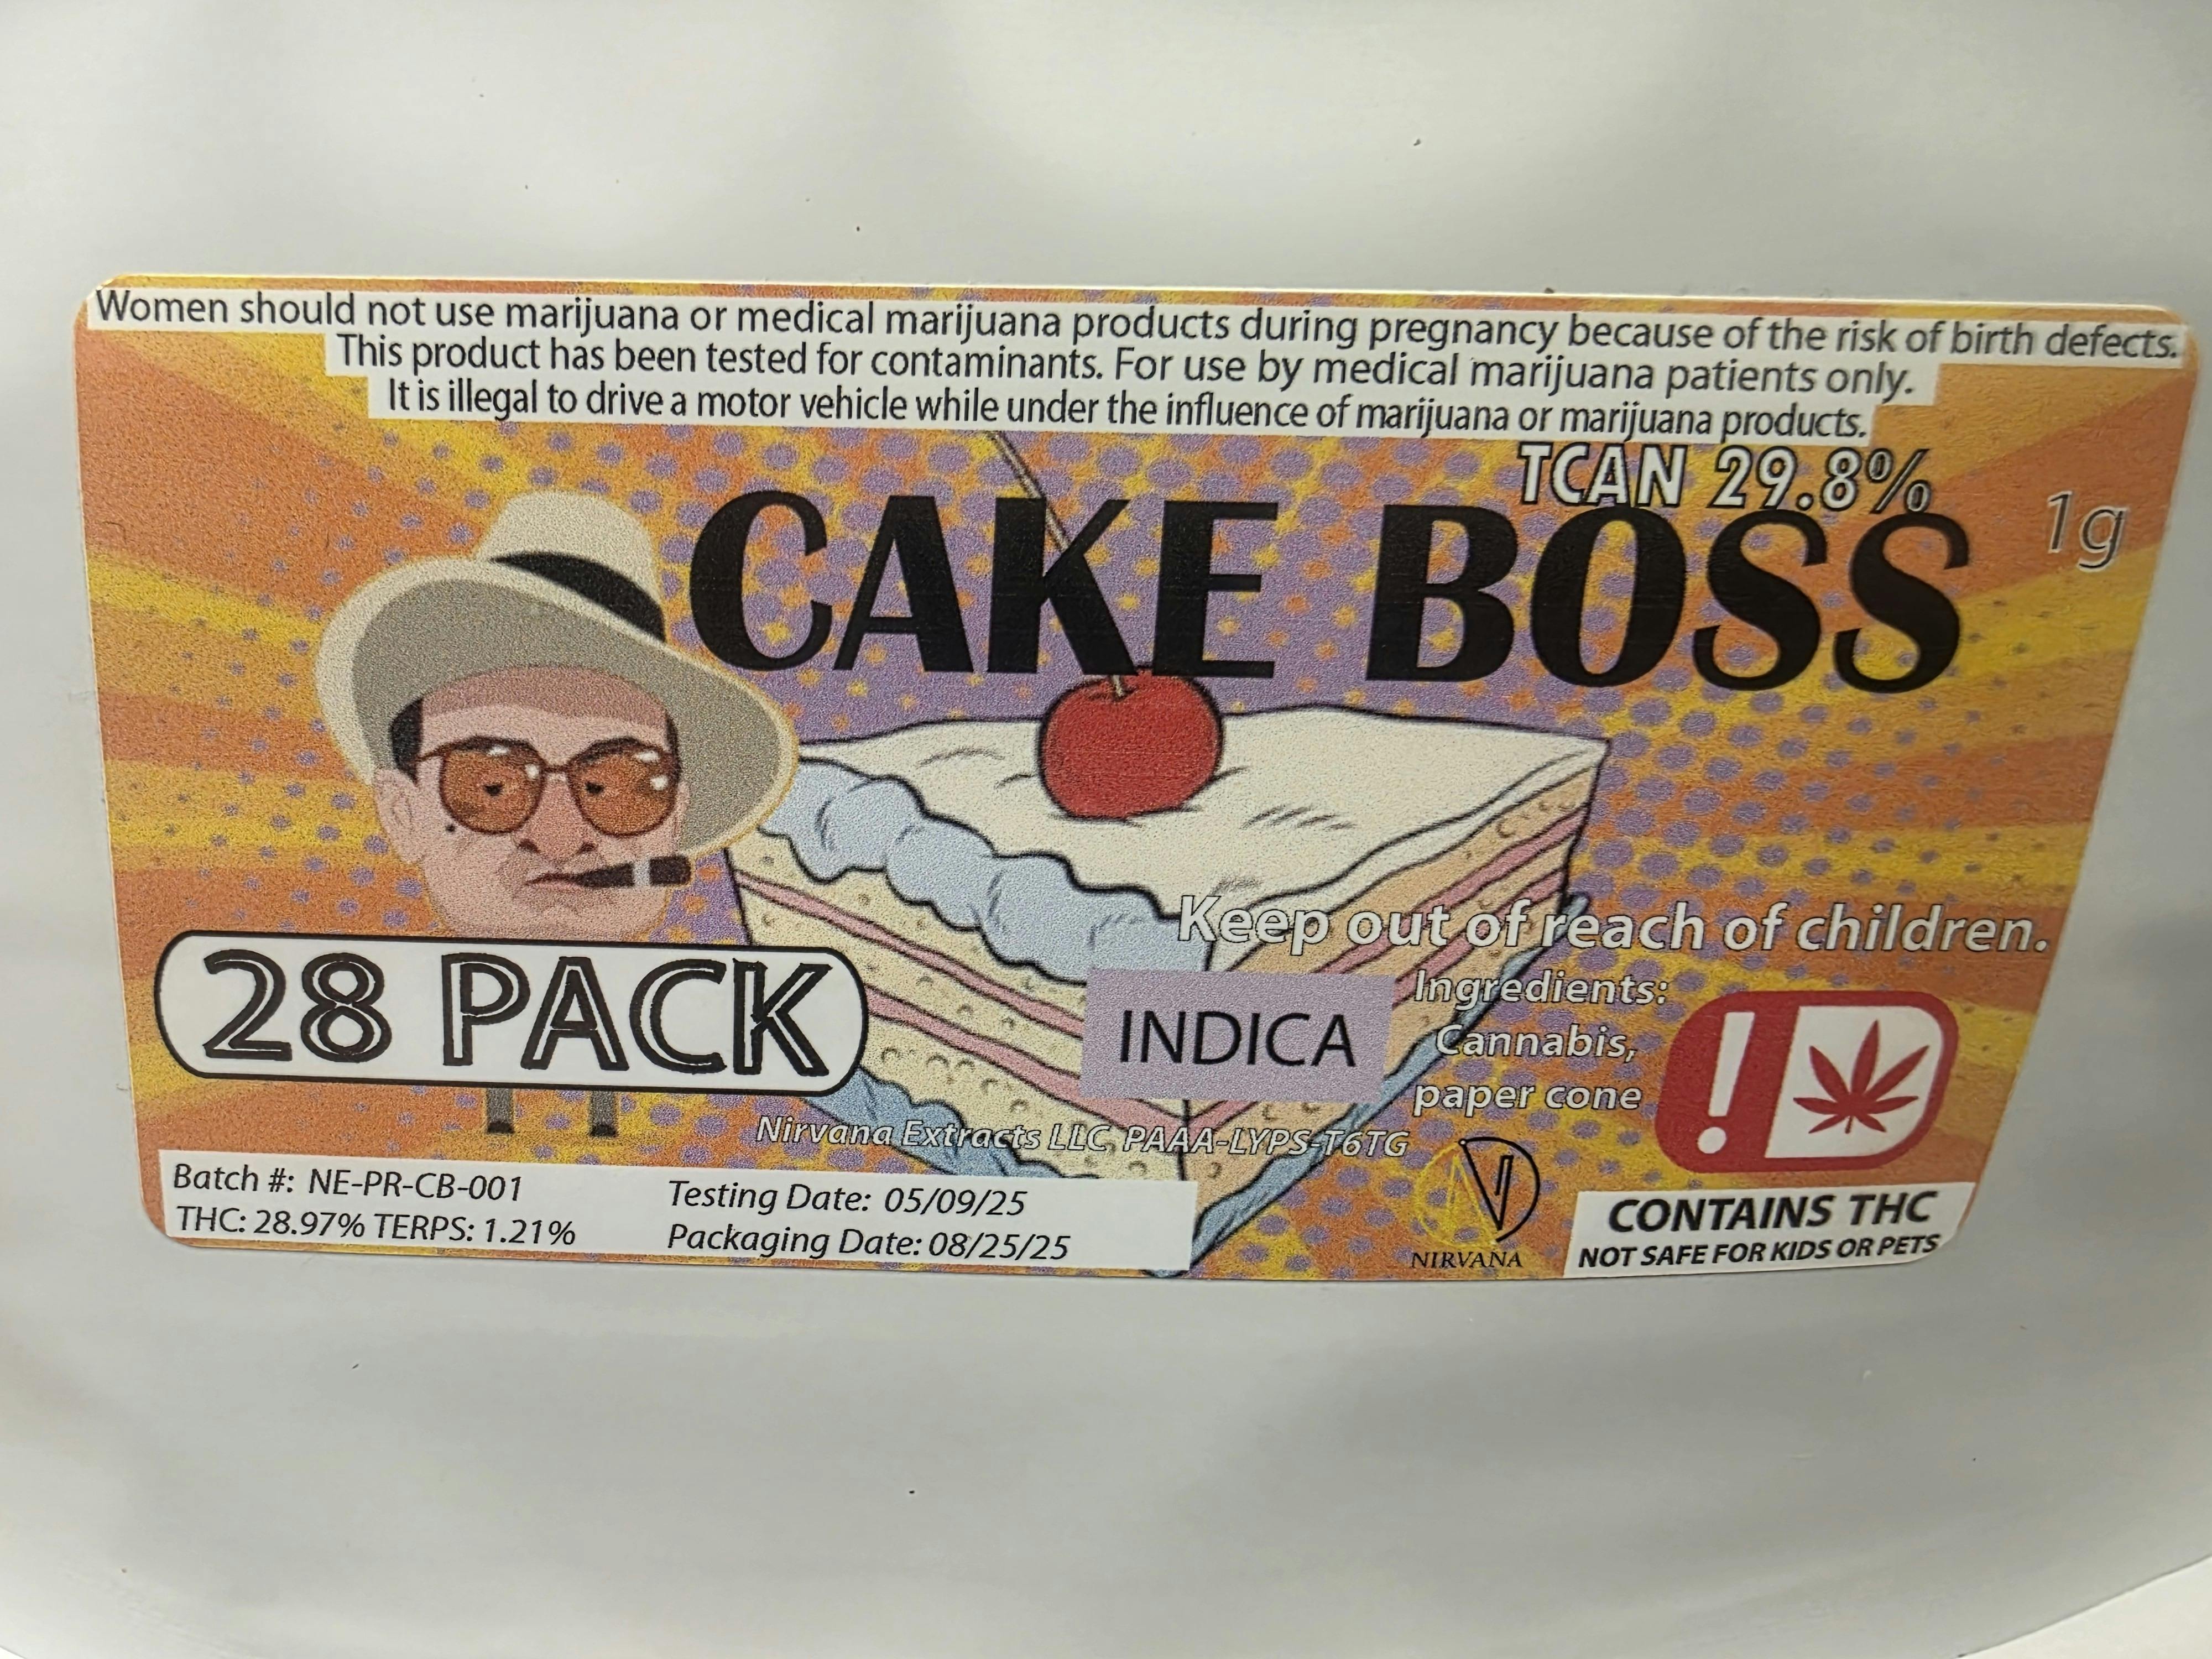 Women should not use marijuana or medical marijuana products during pregnancy because of the risk of birth defects.
This product has been tested for contaminants. For use by medical marijuana patients only.
It is illegal to drive a motor vehicle while under the influence of marijuana or marijuana products.
TCAN 29.8%
CAKE BOSS
1g
Keep out of reach of children.
28 PACK
INDICA
Ingredients:
Cannabis,
paper cone
Nirvana Extracts LLC PAAA-LYPS-T6TG
Batch #: NE-PR-CB-001
THC: 28.97% TERPS: 1.21%
Testing Date: 05/09/25
Packaging Date: 08/25/25
NIRVANA
!
CONTAINS THC
NOT SAFE FOR KIDS OR PETS